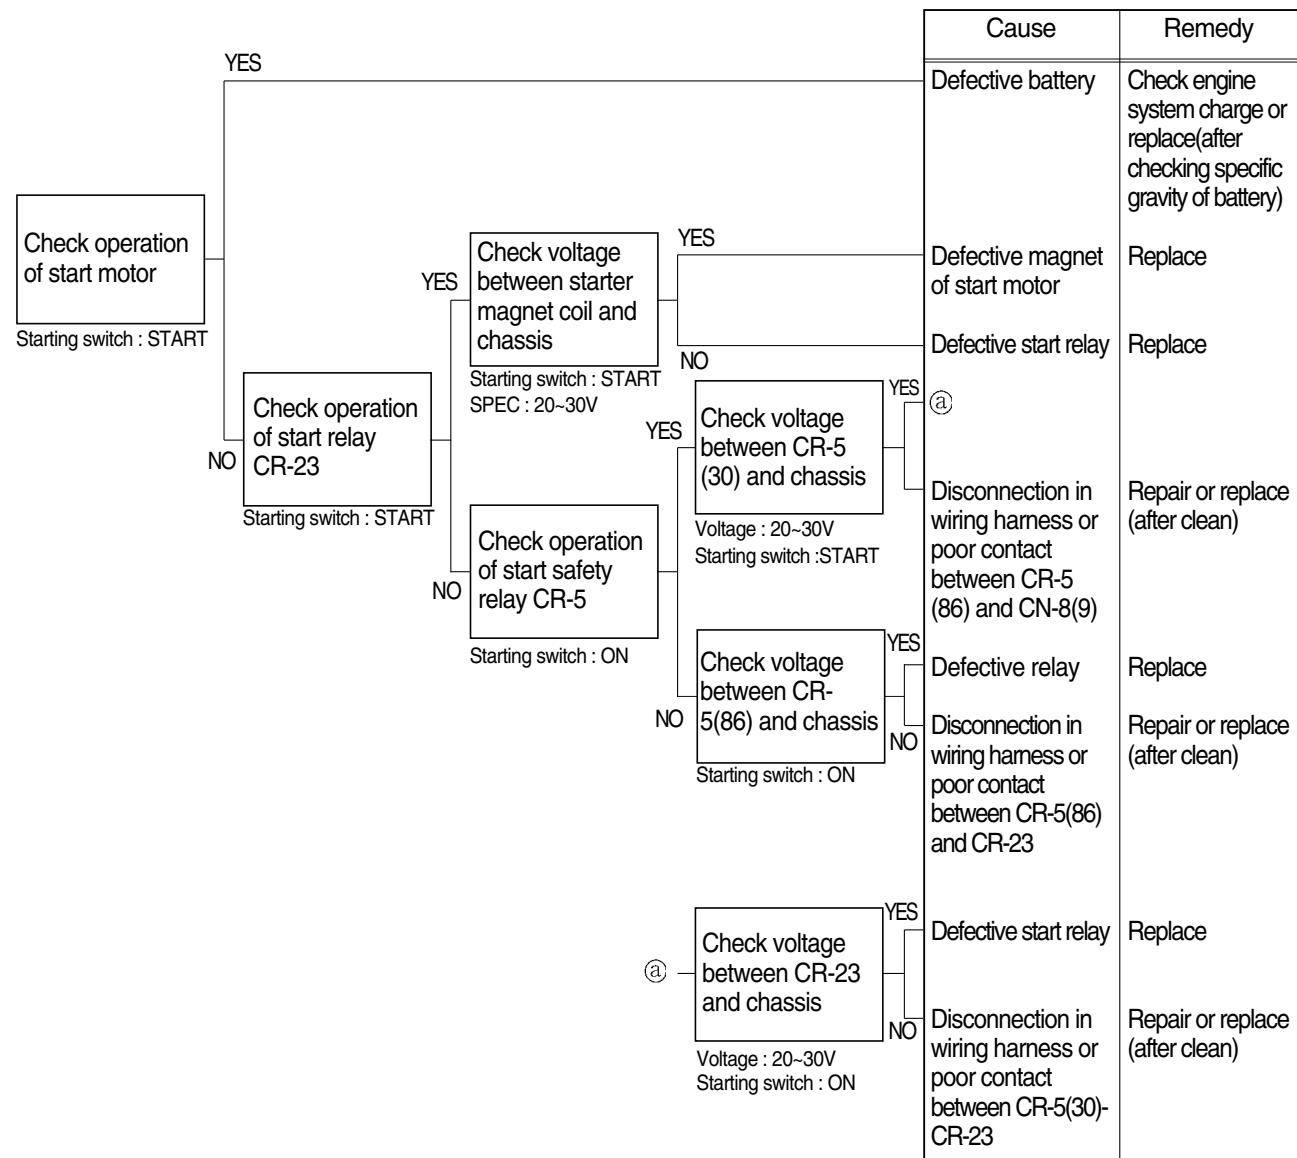 Cause
Remedy
YES
Defective battery
Check engine
system charge or
replace(after
checking specific
gravity of battery)
Check operation
of start motor
Starting switch : START
YES
Check voltage
between starter
magnet coil and
chassis
Starting switch : START
SPEC : 20~30V
YES
Defective magnet
of start motor
Replace
NO
Defective start relay
Replace
NO
Check operation
of start relay
CR-23
Starting switch : START
YES
Check voltage
between CR-5
(30) and chassis
Voltage : 20~30V
Starting switch :START
YES
ⓐ
Disconnection in
wiring harness or
poor contact
between CR-5
(86) and CN-8(9)
Repair or replace
(after clean)
NO
Check operation
of start safety
relay CR-5
Starting switch : ON
NO
Check voltage
between CR-
5(86) and chassis
Starting switch : ON
YES
Defective relay
Replace
NO
Disconnection in
wiring harness or
poor contact
between CR-5(86)
and CR-23
Repair or replace
(after clean)
ⓐ
Check voltage
between CR-23
and chassis
Voltage : 20~30V
Starting switch : ON
YES
Defective start relay
Replace
NO
Disconnection in
wiring harness or
poor contact
between CR-5(30)-
CR-23
Repair or replace
(after clean)